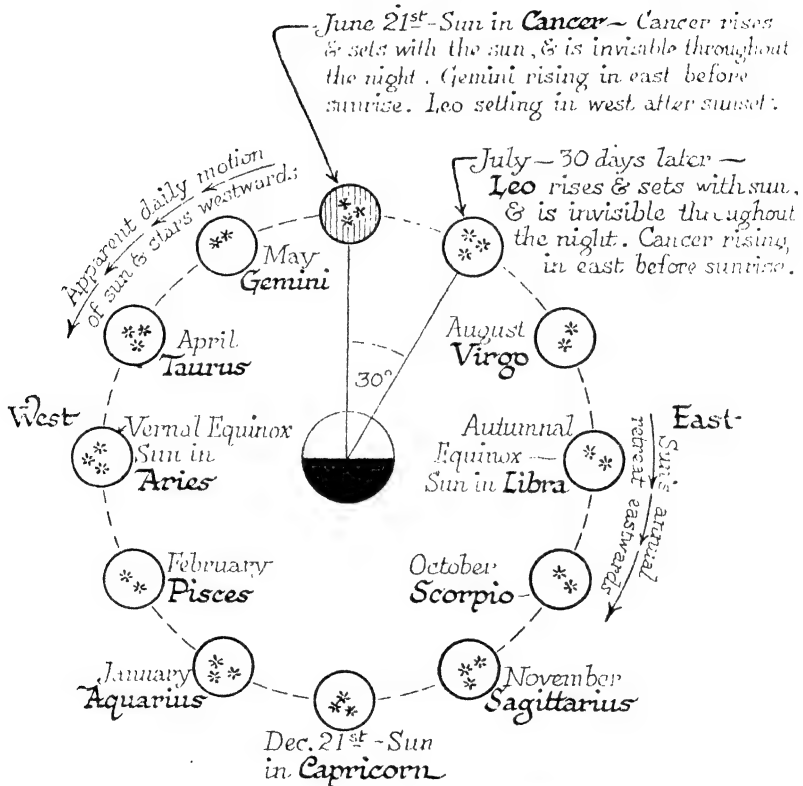 June 21st - Sun in Cancer - Cancer rises
& sets with the sun, & is invisible throughout
the night. Gemini rising in east before
sunrise. Leo setting in west after sunset.
July - 30 days later -
Leo rises & sets with sun,
& is invisible throughout
the night. Cancer rising
in east before sunrise.
Apparent daily motion
of sun & stars westwards
May
Gemini
April
Taurus
August
Virgo
30°
West
Vernal Equinox
Sun in
Aries
Autumnal
Equinox
Sun in Libra
East
Sun's annual
retreat eastwards
February
Pisces
October
Scorpio
January
Aquarius
November
Sagittarius
Dec. 21st - Sun
in Capricorn